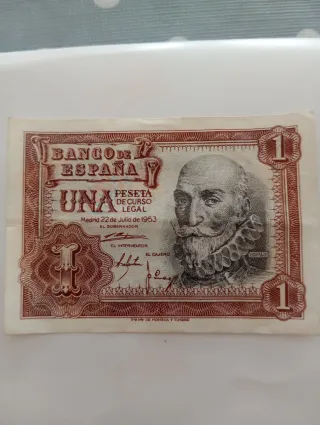 BANCO DE
ESPAÑA
1
UNA PESETA
DE CURSO
LEGAL
Madrid 22 de Julio de 1953
EL GOBERNADOR
EL INTERVENTOR
EL CAJERO
1
1